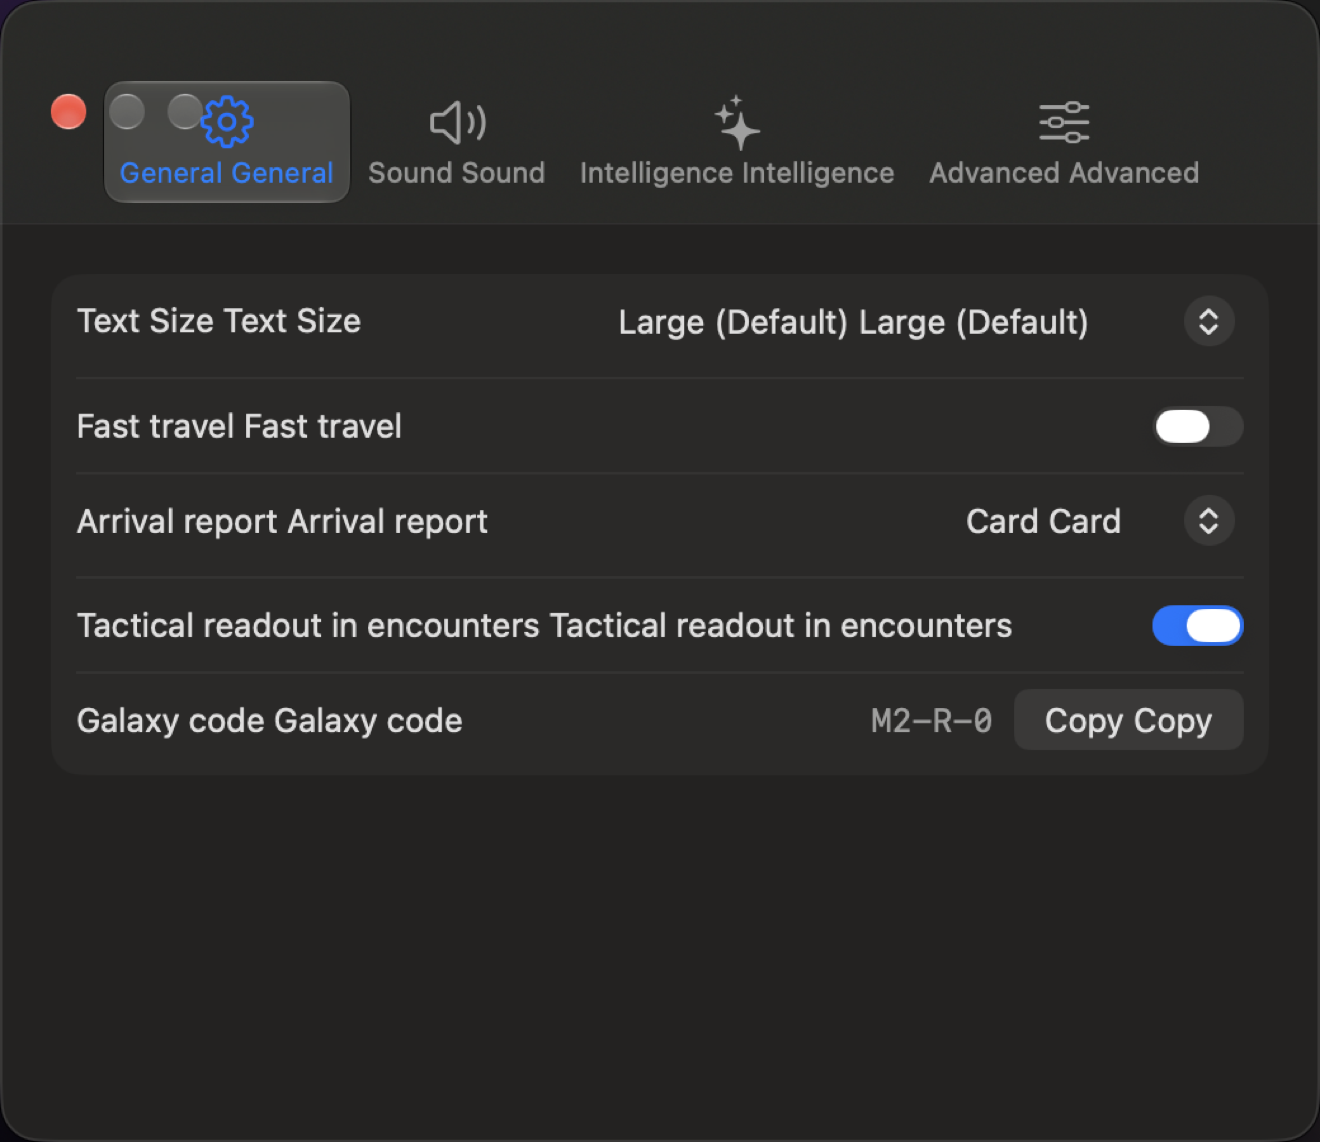 General General
Sound Sound
Intelligence Intelligence
Advanced Advanced
Text Size Text Size
Large (Default) Large (Default)
Fast travel Fast travel
Arrival report Arrival report
Card Card
Tactical readout in encounters Tactical readout in encounters
Galaxy code Galaxy code
M2–R–0
Copy Copy